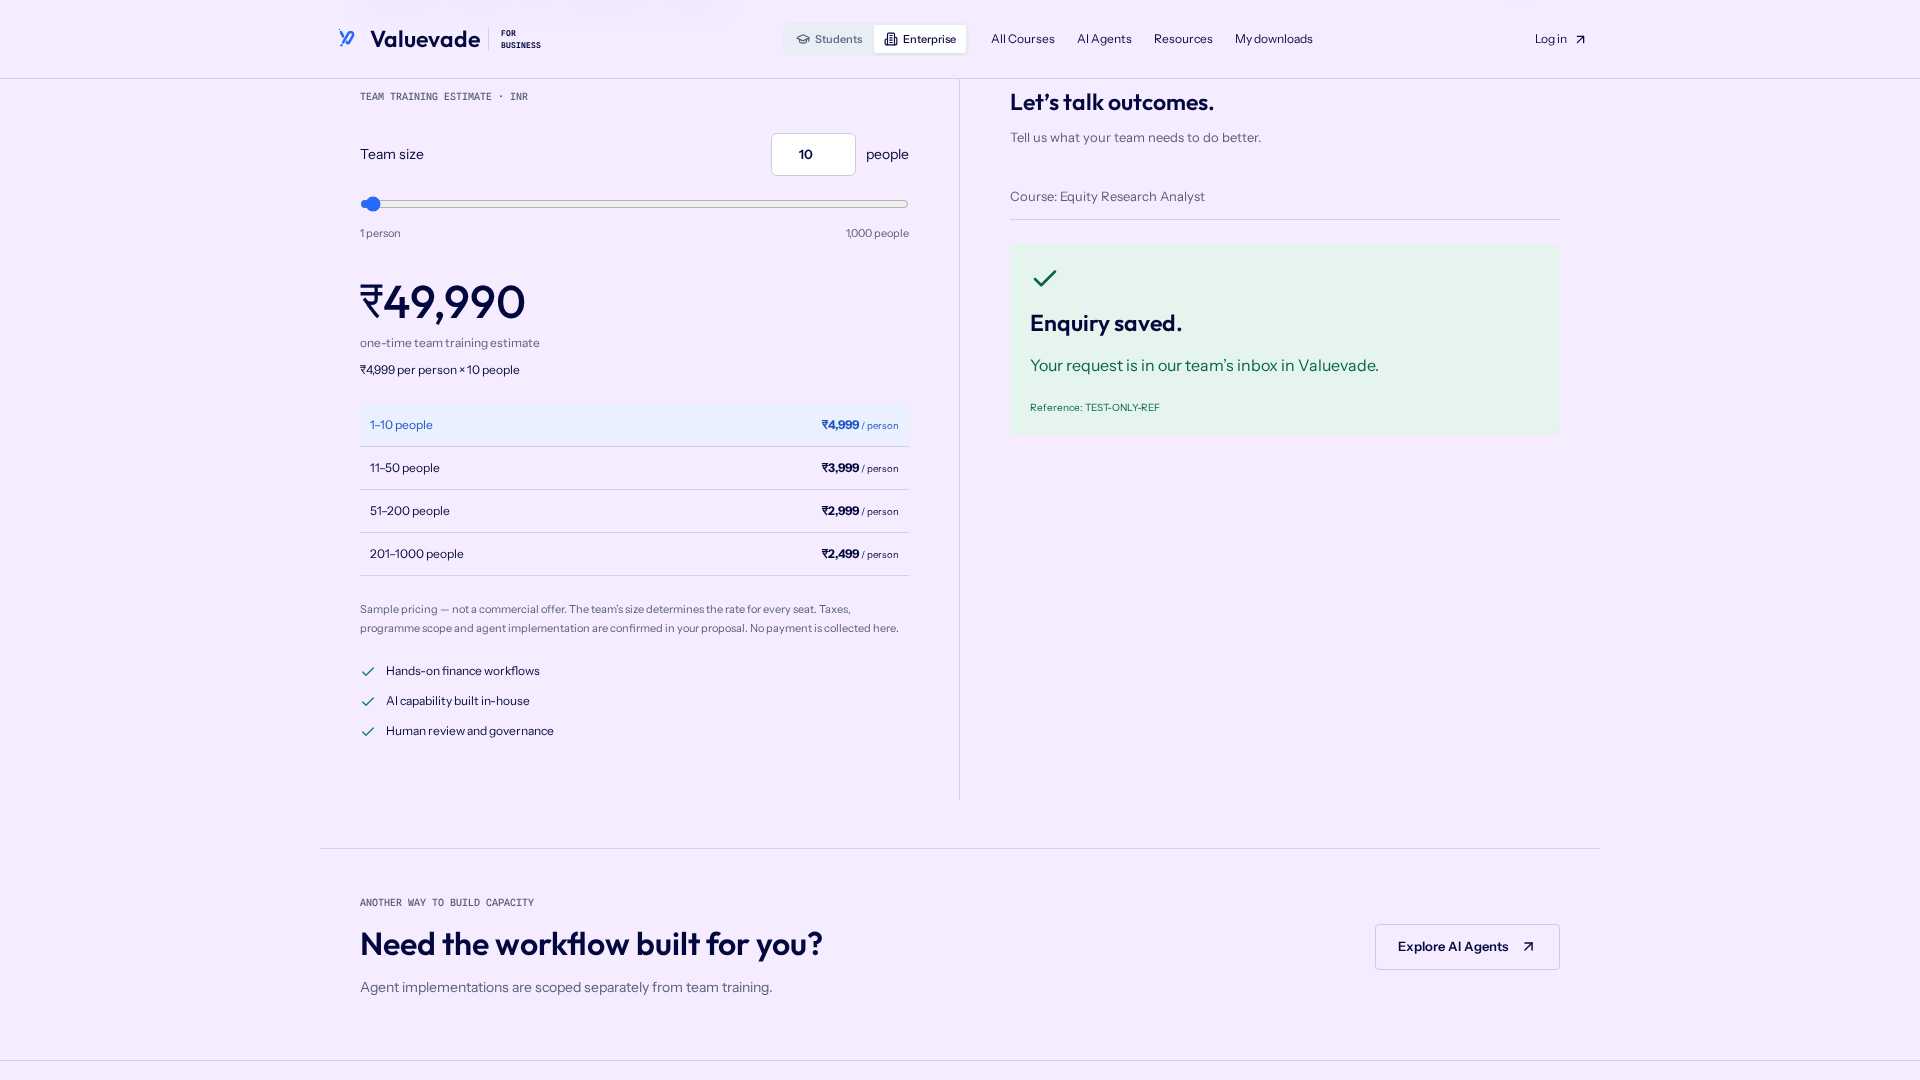 Valuevade
FOR
BUSINESS
Students
Enterprise
All Courses
AI Agents
Resources
My downloads
Log in
TEAM TRAINING ESTIMATE · INR
Team size
10
people
1 person
1,000 people
₹49,990
one-time team training estimate
₹4,999 per person × 10 people
1–10 people
₹4,999 / person
11–50 people
₹3,999 / person
51–200 people
₹2,999 / person
201–1000 people
₹2,499 / person
Sample pricing — not a commercial offer. The team’s size determines the rate for every seat. Taxes,
programme scope and agent implementation are confirmed in your proposal. No payment is collected here.
Hands-on finance workflows
AI capability built in-house
Human review and governance
Let’s talk outcomes.
Tell us what your team needs to do better.
Course: Equity Research Analyst
Enquiry saved.
Your request is in our team’s inbox in Valuevade.
Reference: TEST-ONLY-REF
ANOTHER WAY TO BUILD CAPACITY
Need the workflow built for you?
Agent implementations are scoped separately from team training.
Explore AI Agents